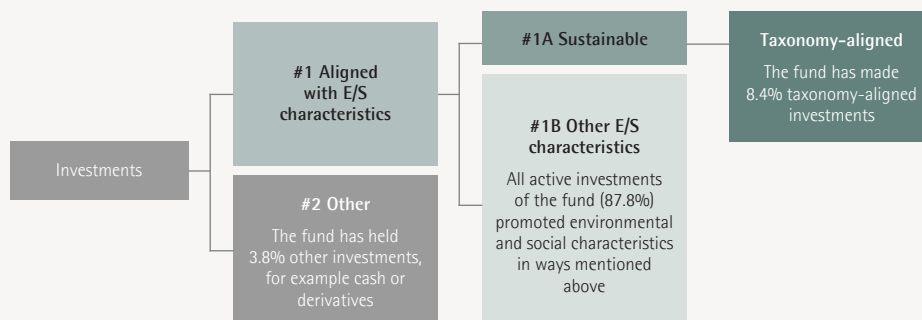 Investments
#1 Aligned
with E/S
characteristics
#2 Other
The fund has held
3.8% other investments,
for example cash or
derivatives
#1A Sustainable
#1B Other E/S
characteristics
All active investments
of the fund (87.8%)
promoted environmental
and social characteristics
in ways mentioned
above
Taxonomy-aligned
The fund has made
8.4% taxonomy-aligned
investments